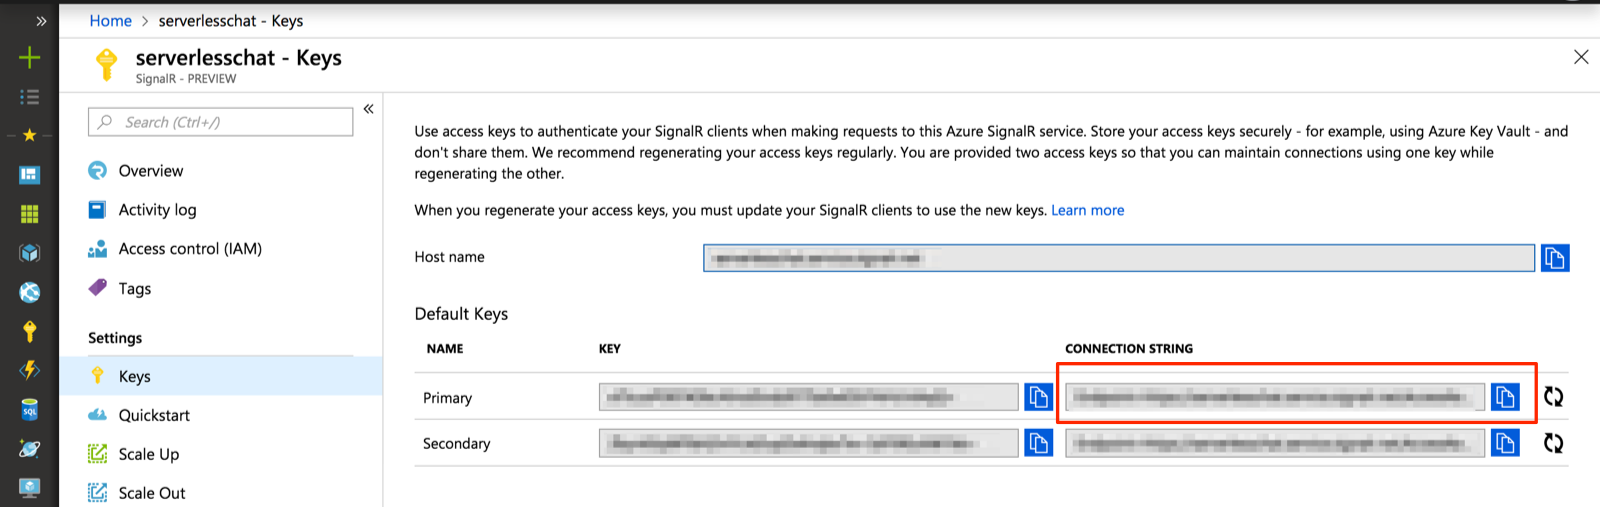 Home > serverlesschat - Keys
serverlesschat - Keys
SignalR - PREVIEW
Search (Ctrl+/)
Overview
Activity log
Access control (IAM)
Tags
Settings
Keys
Quickstart
Scale Up
Scale Out
Use access keys to authenticate your SignalR clients when making requests to this Azure SignalR service. Store your access keys securely - for example, using Azure Key Vault - and
don't share them. We recommend regenerating your access keys regularly. You are provided two access keys so that you can maintain connections using one key while
regenerating the other.
When you regenerate your access keys, you must update your SignalR clients to use the new keys. Learn more
Host name
Default Keys
NAME KEY CONNECTION STRING
Primary
Secondary
SQL